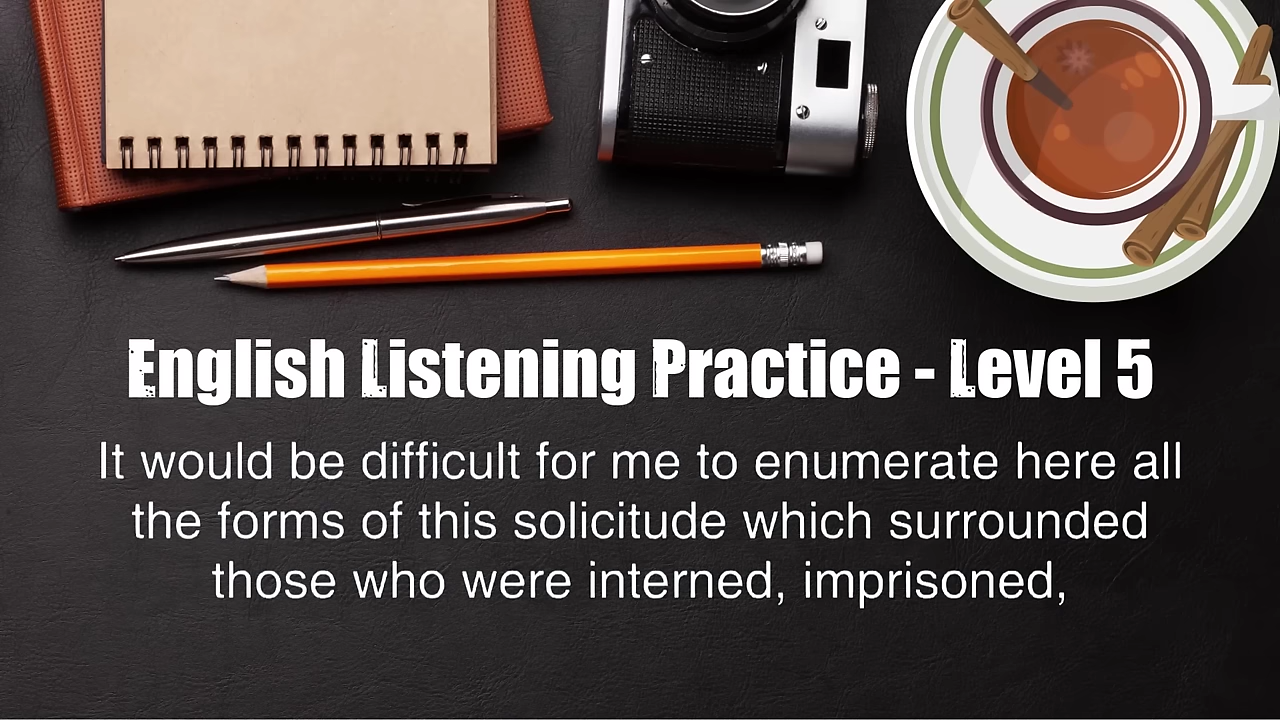 English Listening Practice - Level 5
It would be difficult for me to enumerate here all
the forms of this solicitude which surrounded
those who were interned, imprisoned,